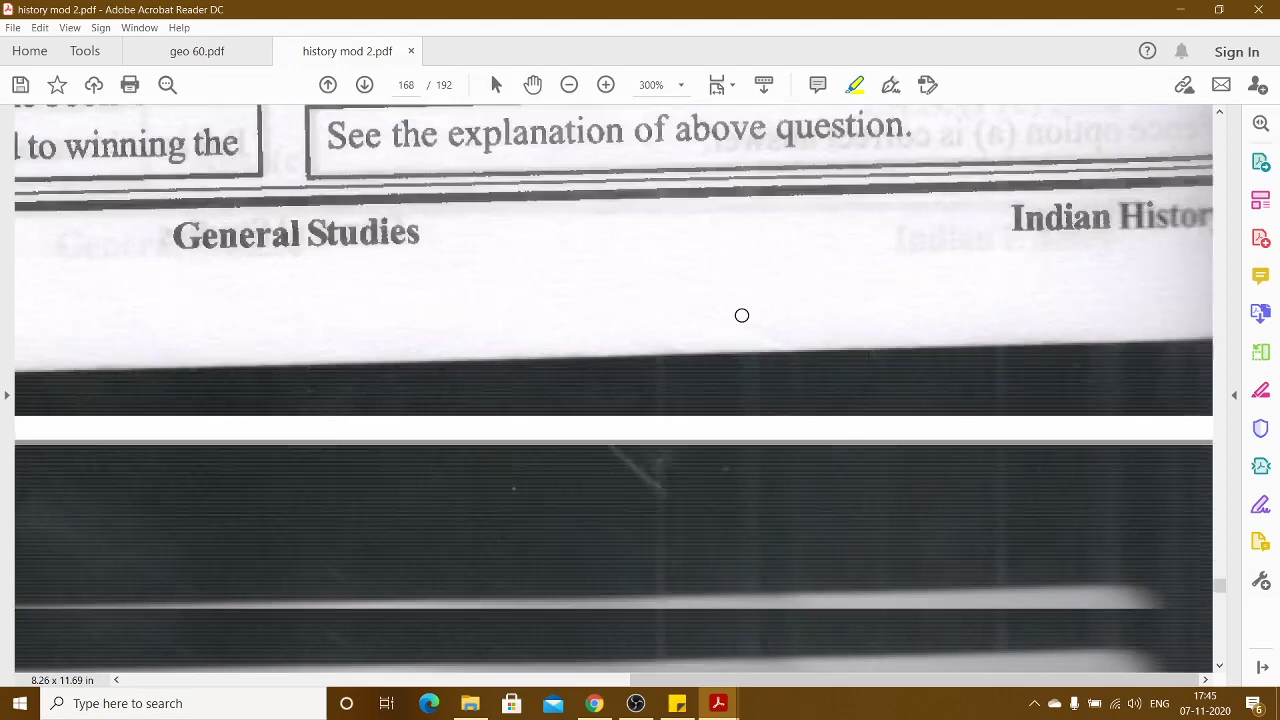 history mod 2.pdf - Adobe Acrobat Reader DC
File Edit View Sign Window Help
Home Tools geo 60.pdf history mod 2.pdf × Sign In
168 / 192 300%
l to winning the
See the explanation of above question.
General Studies
Indian Histor
8.26 x 11.69 in
Type here to search
ENG
17:45
07-11-2020
6